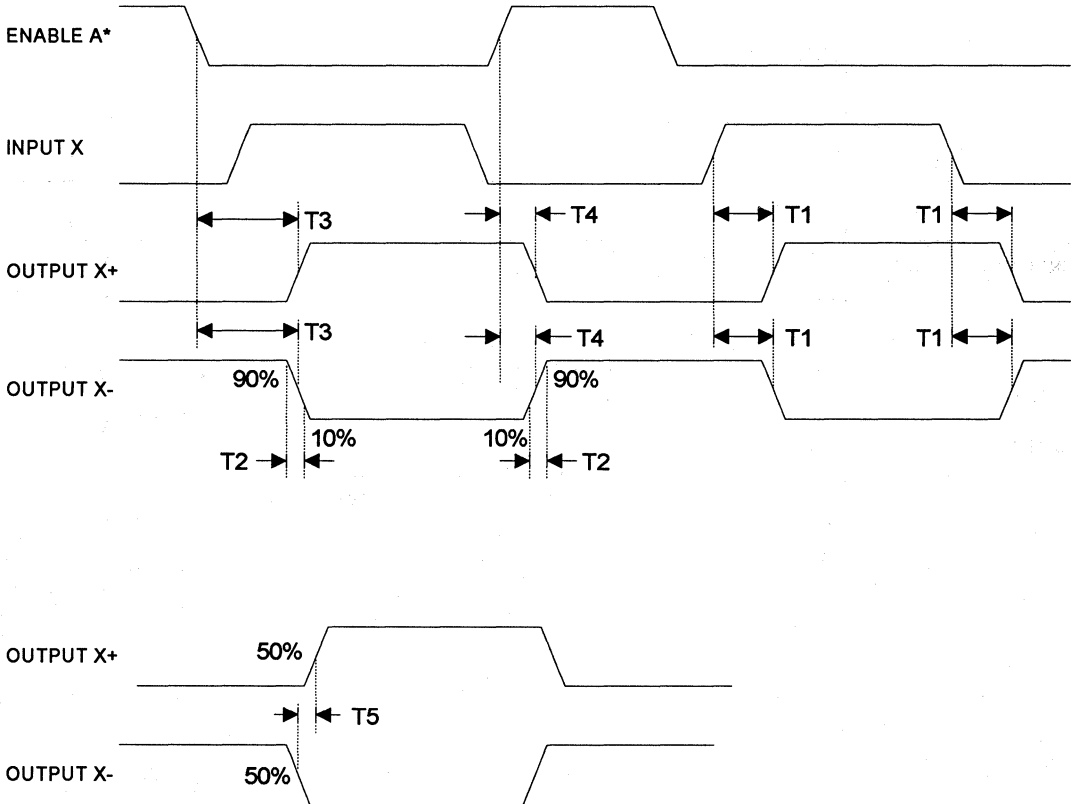 ENABLE A*
INPUT X
T3
T4
T1
T1
OUTPUT X+
T3
T4
T1
T1
OUTPUT X-
90%
90%
10%
10%
T2
T2
OUTPUT X+
50%
T5
OUTPUT X-
50%